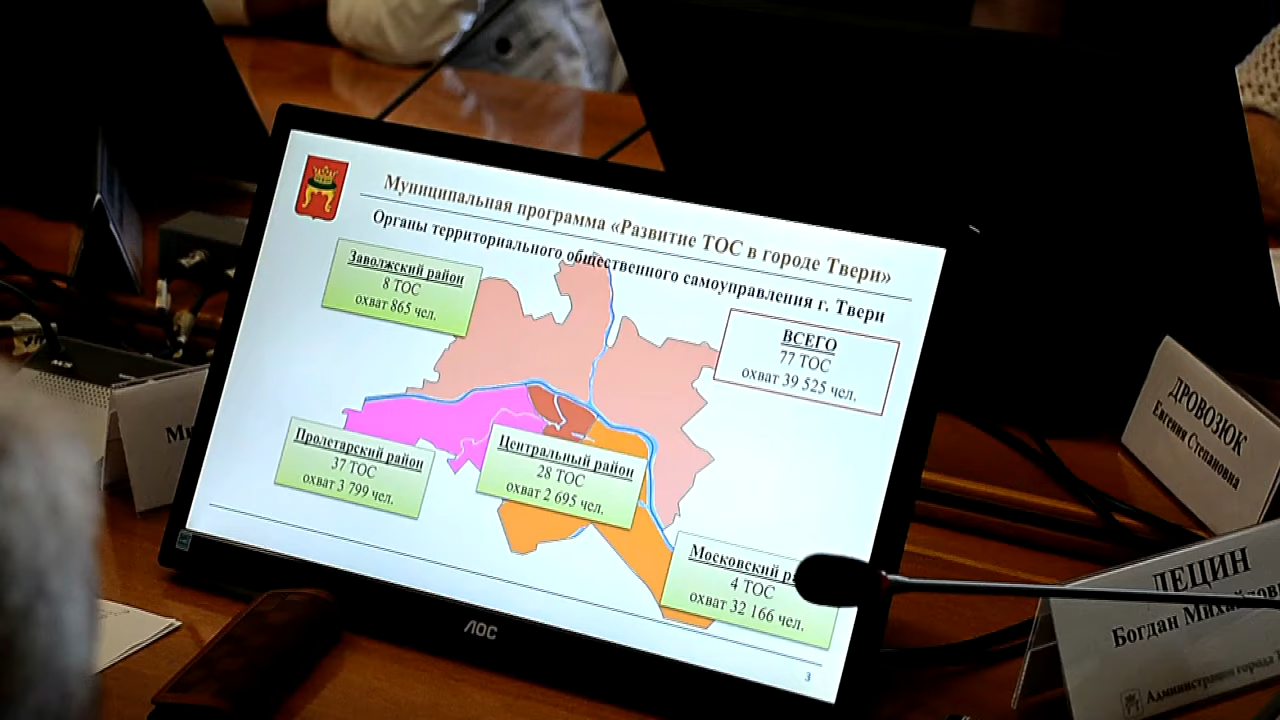 Муниципальная программа «Развитие ТОС в городе Твери»
Органы территориального общественного самоуправления г. Твери
Заволжский район
8 ТОС
охват 865 чел.
ВСЕГО
77 ТОС
охват 39 525 чел.
Пролетарский район
37 ТОС
охват 3 799 чел.
Центральный район
28 ТОС
охват 2 695 чел.
Московский
4 ТОС
охват 32 166 чел.
3
AOC
ДРОВОЗЮК
Евгения Степановна
Богдан
Администрация города